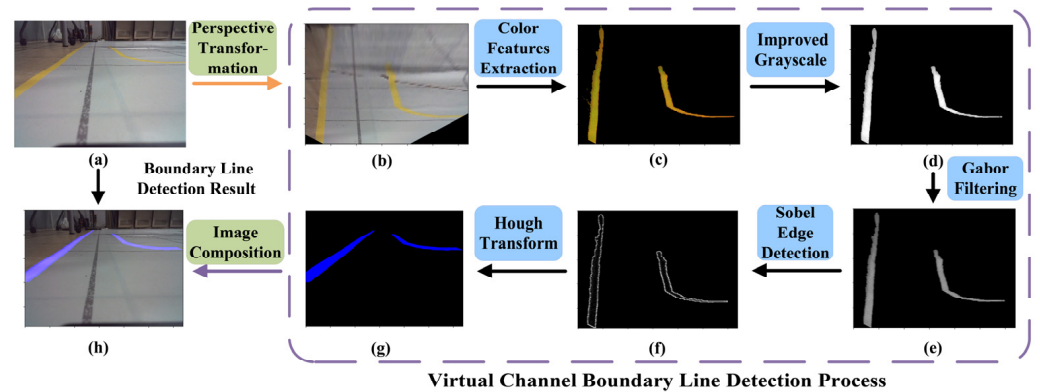 Perspective
Transfor-
mation
Color
Features
Extraction
Improved
Grayscale
(a)
(b)
(c)
(d)
Boundary Line
Detection Result
Gabor
Filtering
Image
Composition
Hough
Transform
Sobel
Edge
Detection
(h)
(g)
(f)
(e)
Virtual Channel Boundary Line Detection Process